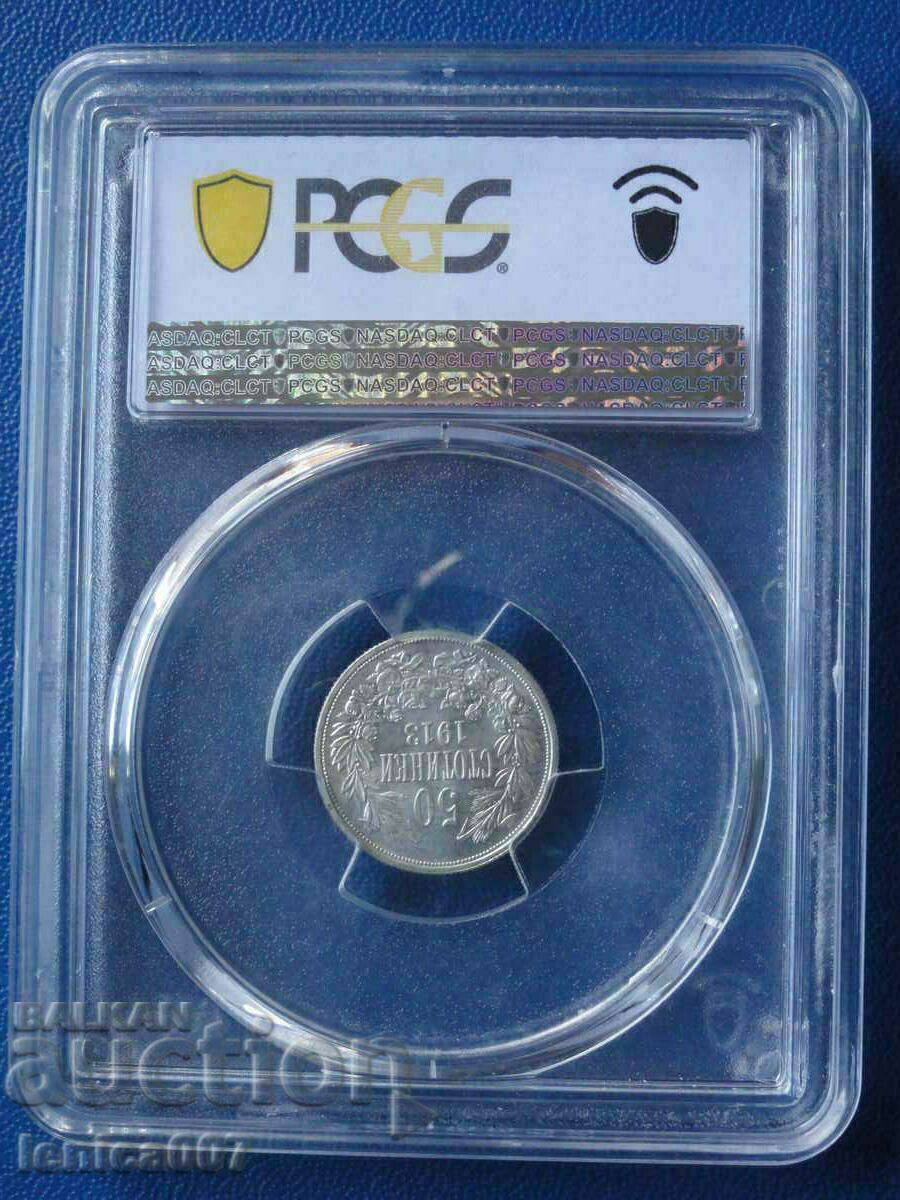 PCGS®
ASDAQ:CLCT PCGS NASDAQ:CLCT PCGS NASDAQ:CLCT P
ASDAQ:CLCT PCGS NASDAQ:CLCT PCGS NASDAQ:CLCT P
ASDAQ:CLCT PCGS NASDAQ:CLCT PCGS NASDAQ:CLCT P
50
СТОТИНКИ
1913
BALKAN
auction
lenica007